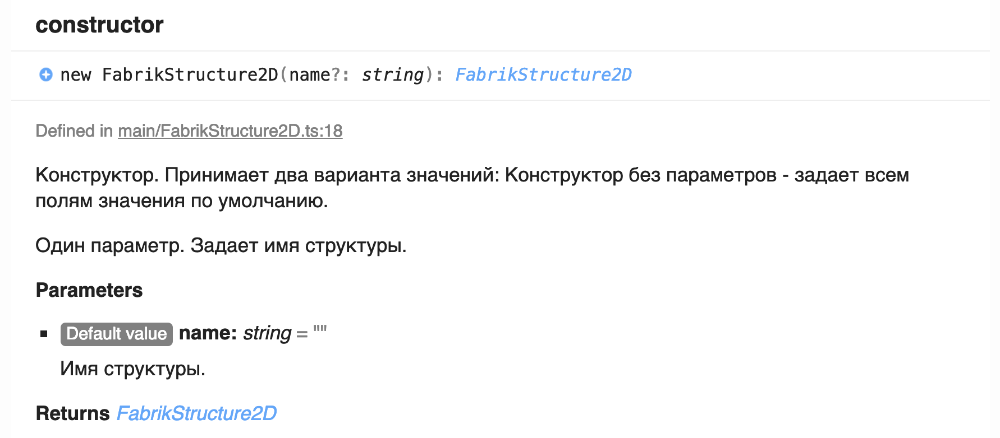 constructor
new FabrikStructure2D(name?: string): FabrikStructure2D
Defined in main/FabrikStructure2D.ts:18
Конструктор. Принимает два варианта значений: Конструктор без параметров - задает всем
полям значения по умолчанию.
Один параметр. Задает имя структуры.
Parameters
Default value name: string = ""
Имя структуры.
Returns FabrikStructure2D